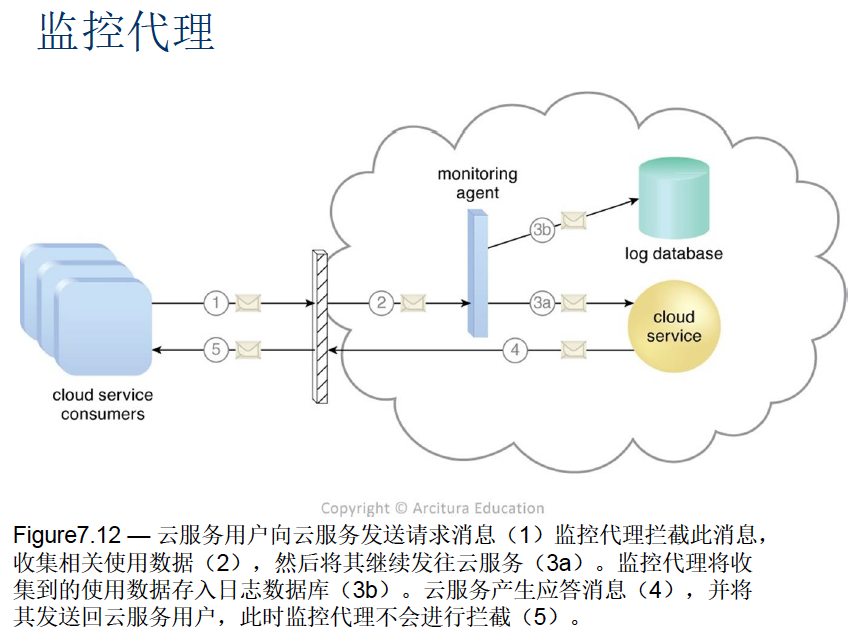 监控代理
monitoring
agent
3b
log database
1
2
3a
cloud
service
5
4
cloud service
consumers
Copyright © Arcitura Education
Figure7.12 — 云服务用户向云服务发送请求消息（1）监控代理拦截此消息，
收集相关使用数据（2），然后将其继续发往云服务（3a）。监控代理将收
集到的使用数据存入日志数据库（3b）。云服务产生应答消息（4），并将
其发送回云服务用户，此时监控代理不会进行拦截（5）。